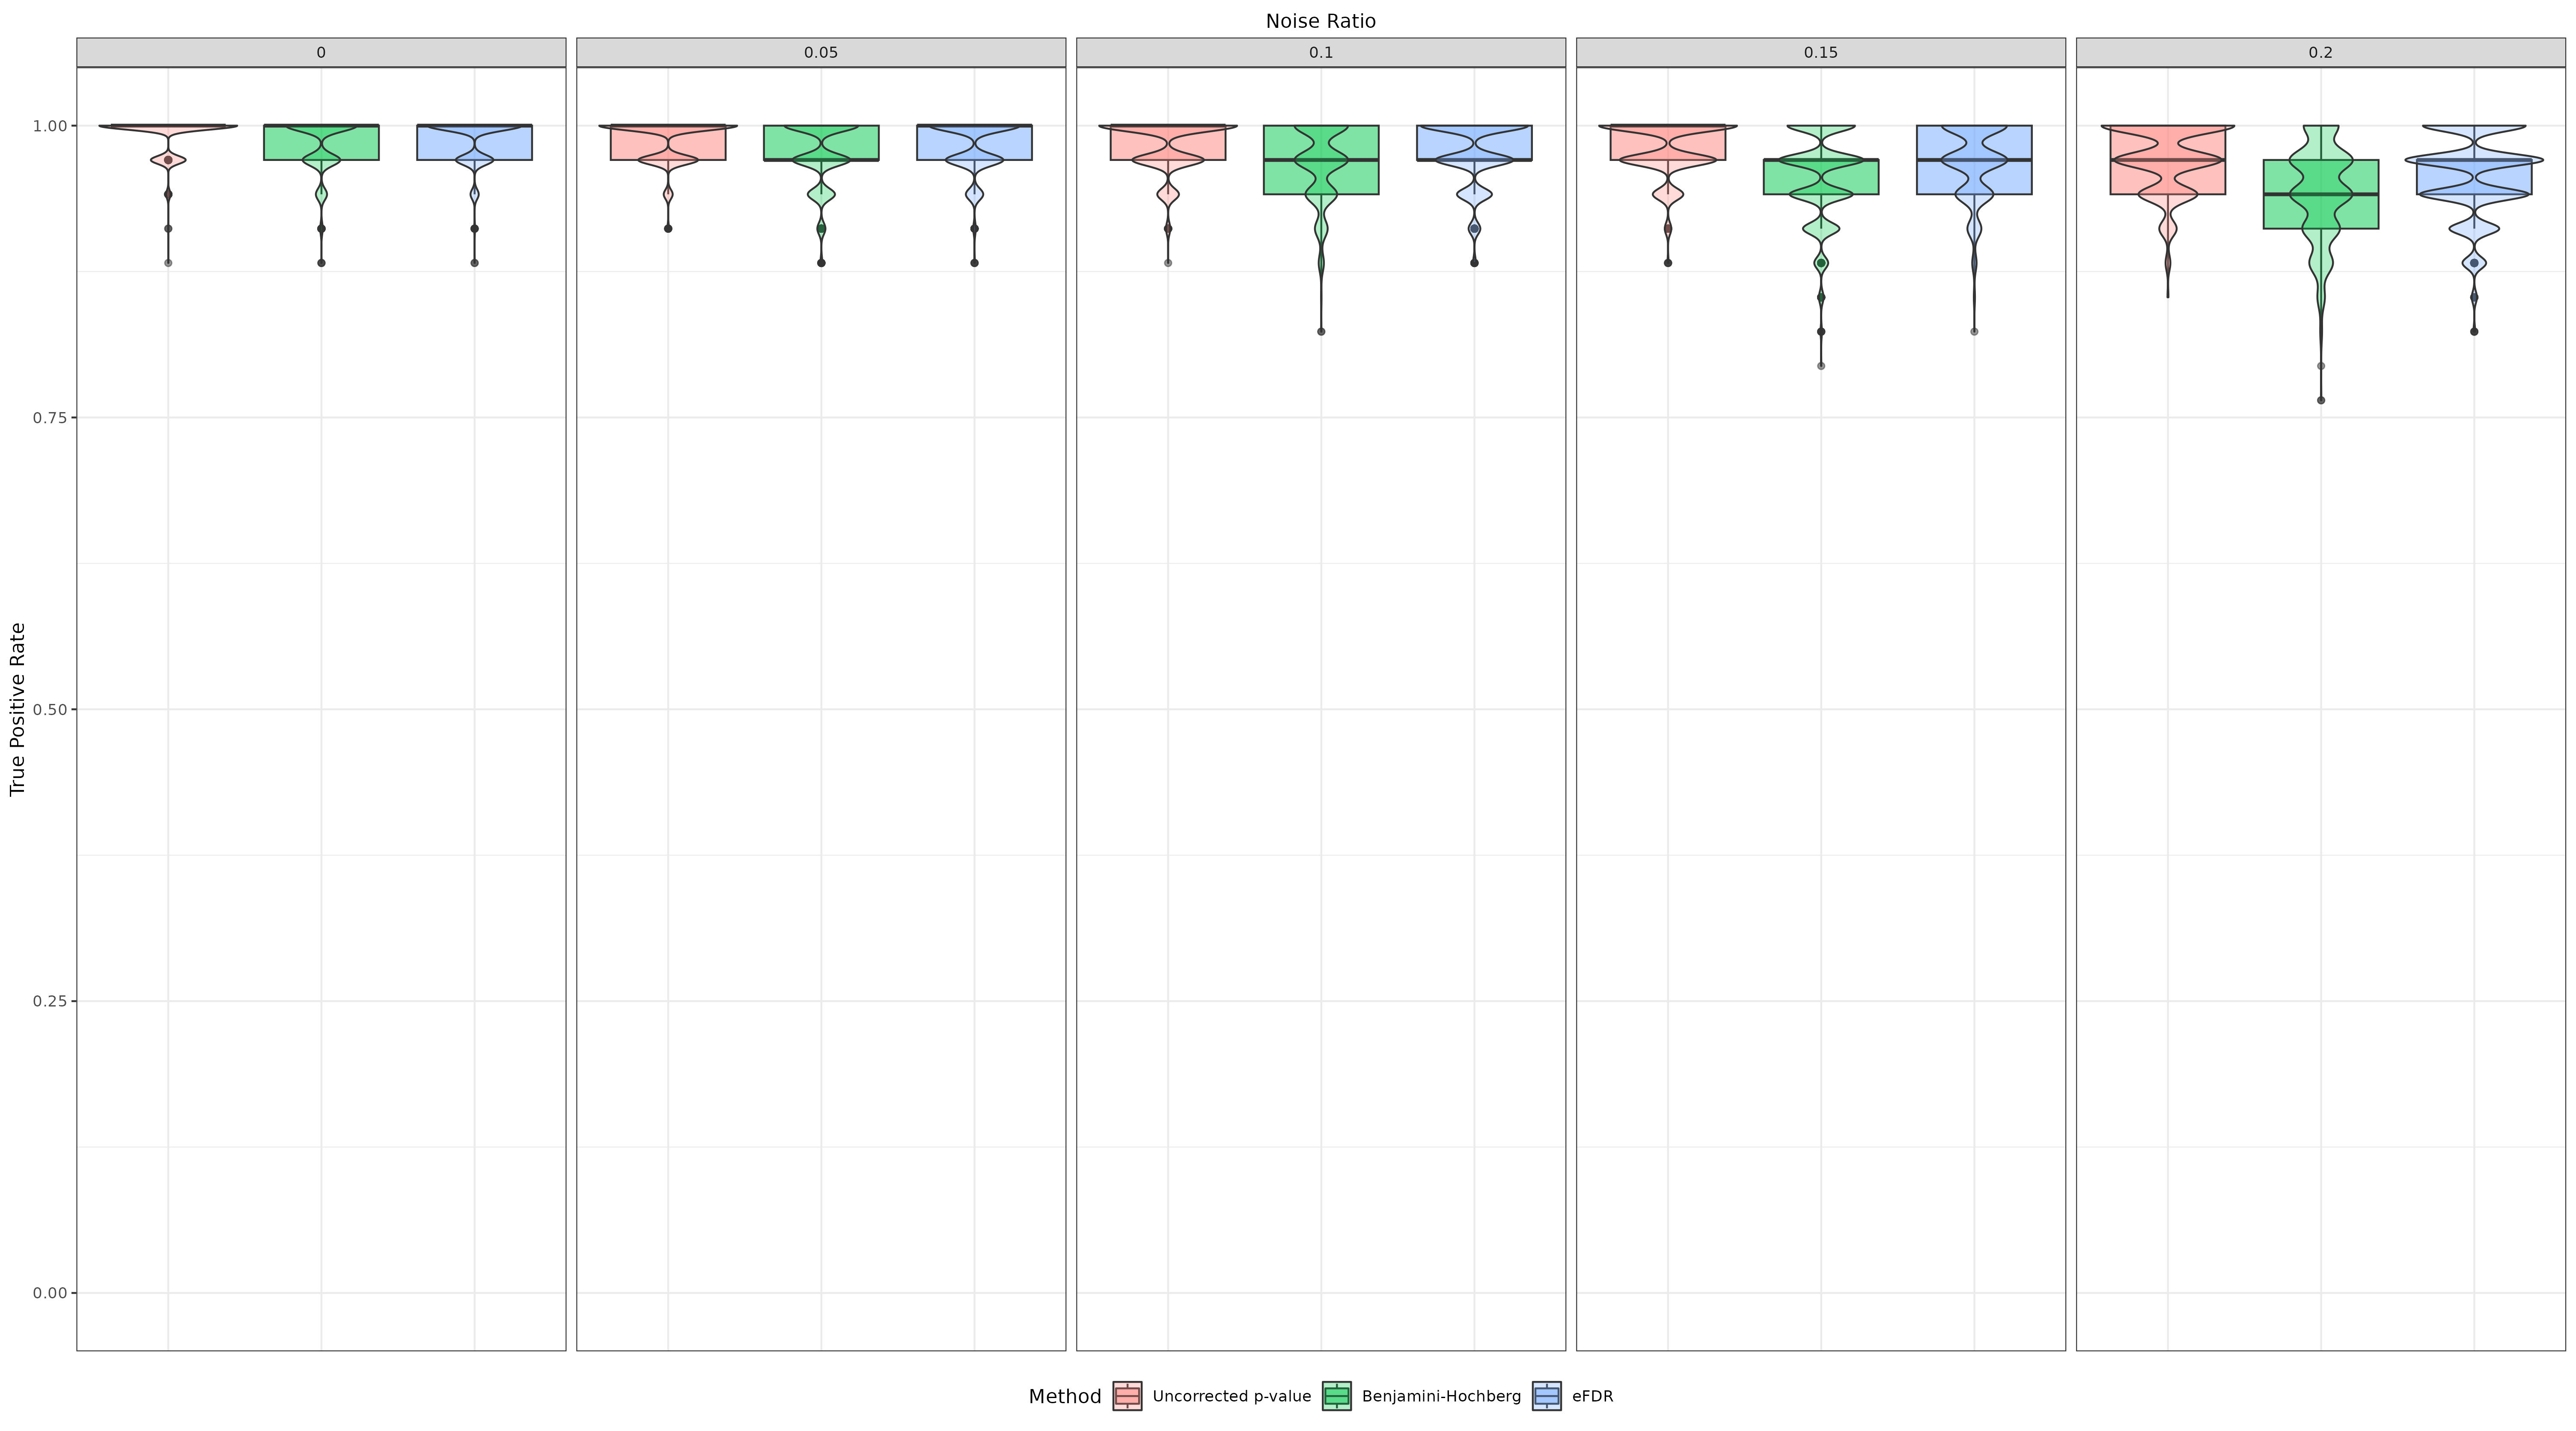 Noise Ratio
0 0.05 0.1 0.15 0.2
1.00
0.75
0.50
0.25
0.00
True Positive Rate
Method Uncorrected p-value Benjamini-Hochberg eFDR